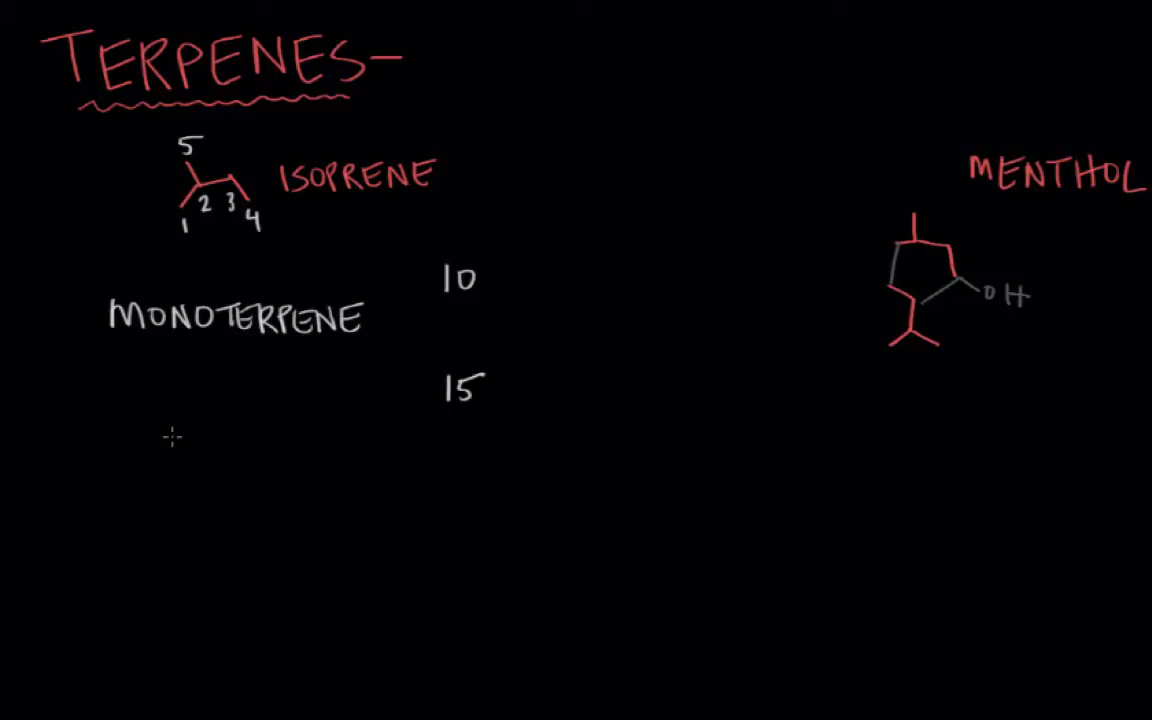 TERPENES-
5
ISOPRENE
1 2 3 4
MENTHOL
OH
10
MONOTERPENE
15